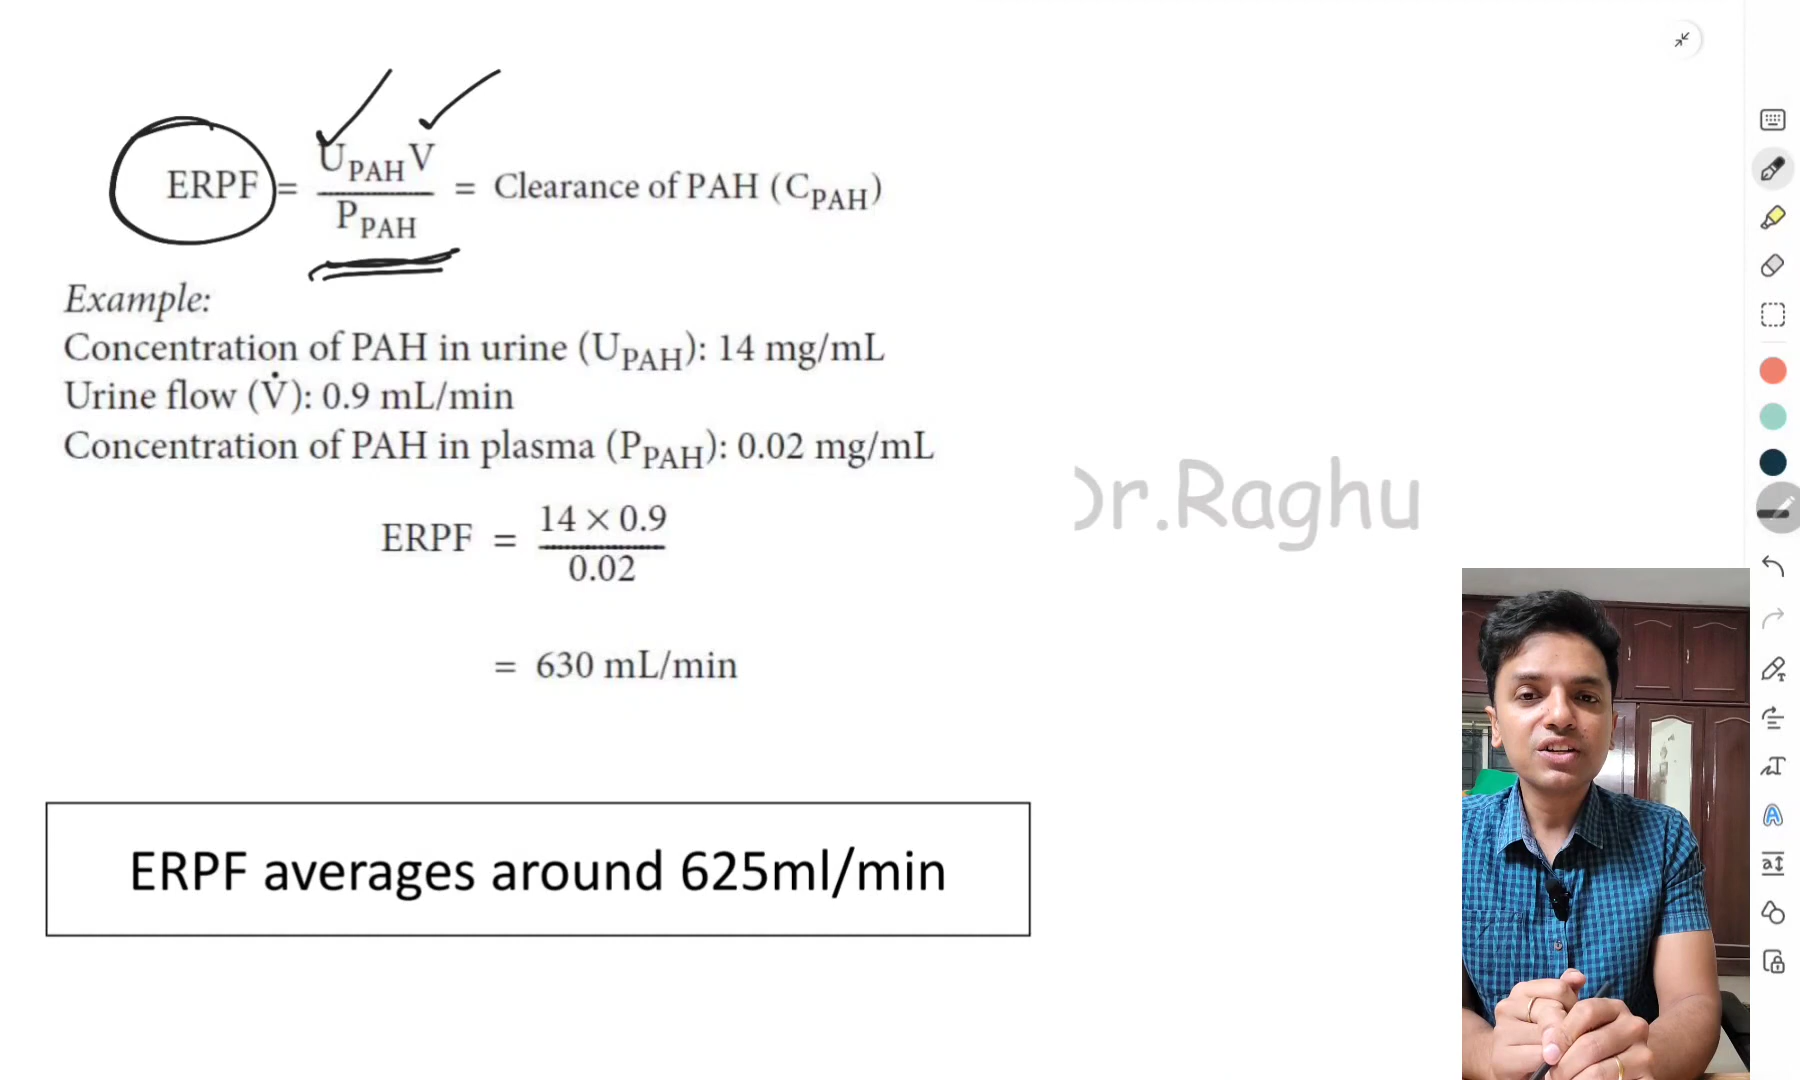 ERPF = U_PAH V / P_PAH = Clearance of PAH (C_PAH)
Example:
Concentration of PAH in urine (U_PAH): 14 mg/mL
Urine flow (V̇): 0.9 mL/min
Concentration of PAH in plasma (P_PAH): 0.02 mg/mL
ERPF = 14 × 0.9 / 0.02
= 630 mL/min
Dr.Raghu
ERPF averages around 625ml/min